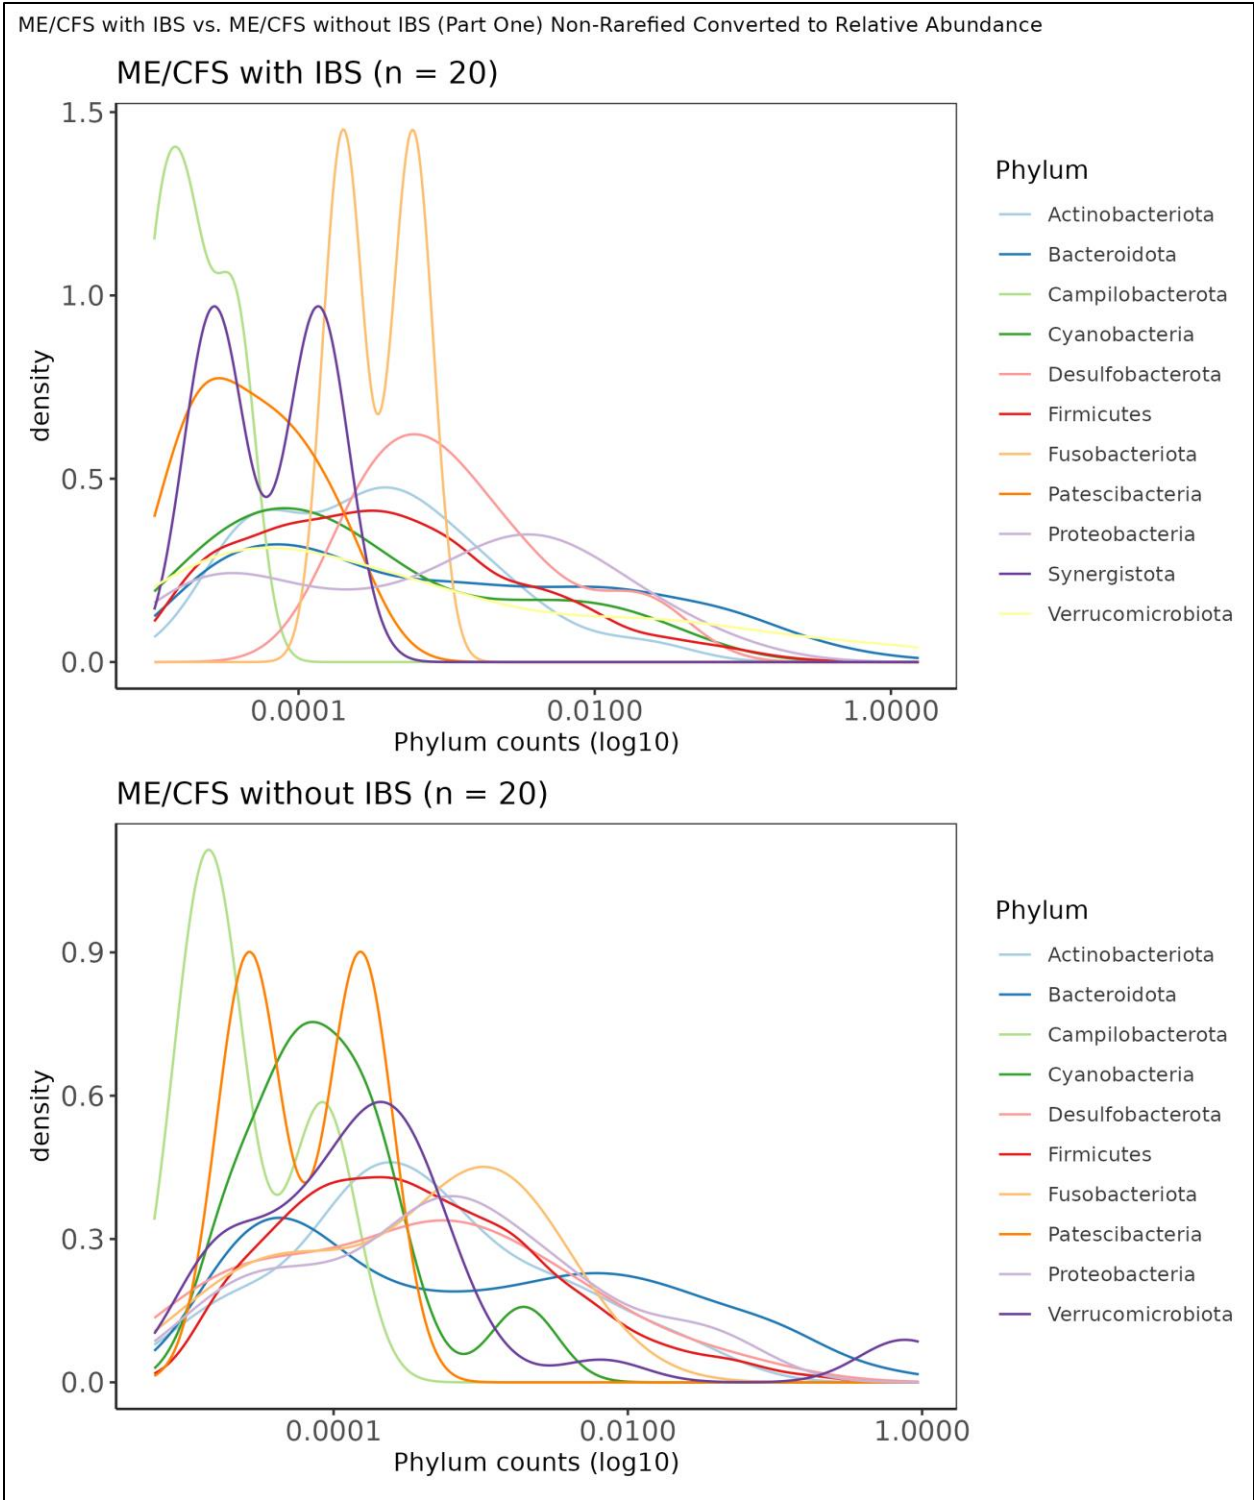 ME/CFS with IBS vs. ME/CFS without IBS (Part One) Non-Rarefied Converted to Relative Abundance
ME/CFS with IBS (n = 20)
1.5
1.0
0.5
0.0
density
0.0001 0.0100 1.0000
Phylum counts (log10)
Phylum
Actinobacteriota
Bacteroidota
Campilobacterota
Cyanobacteria
Desulfobacterota
Firmicutes
Fusobacteriota
Patescibacteria
Proteobacteria
Synergistota
Verrucomicrobiota
ME/CFS without IBS (n = 20)
0.9
0.6
0.3
0.0
density
0.0001 0.0100 1.0000
Phylum counts (log10)
Phylum
Actinobacteriota
Bacteroidota
Campilobacterota
Cyanobacteria
Desulfobacterota
Firmicutes
Fusobacteriota
Patescibacteria
Proteobacteria
Verrucomicrobiota